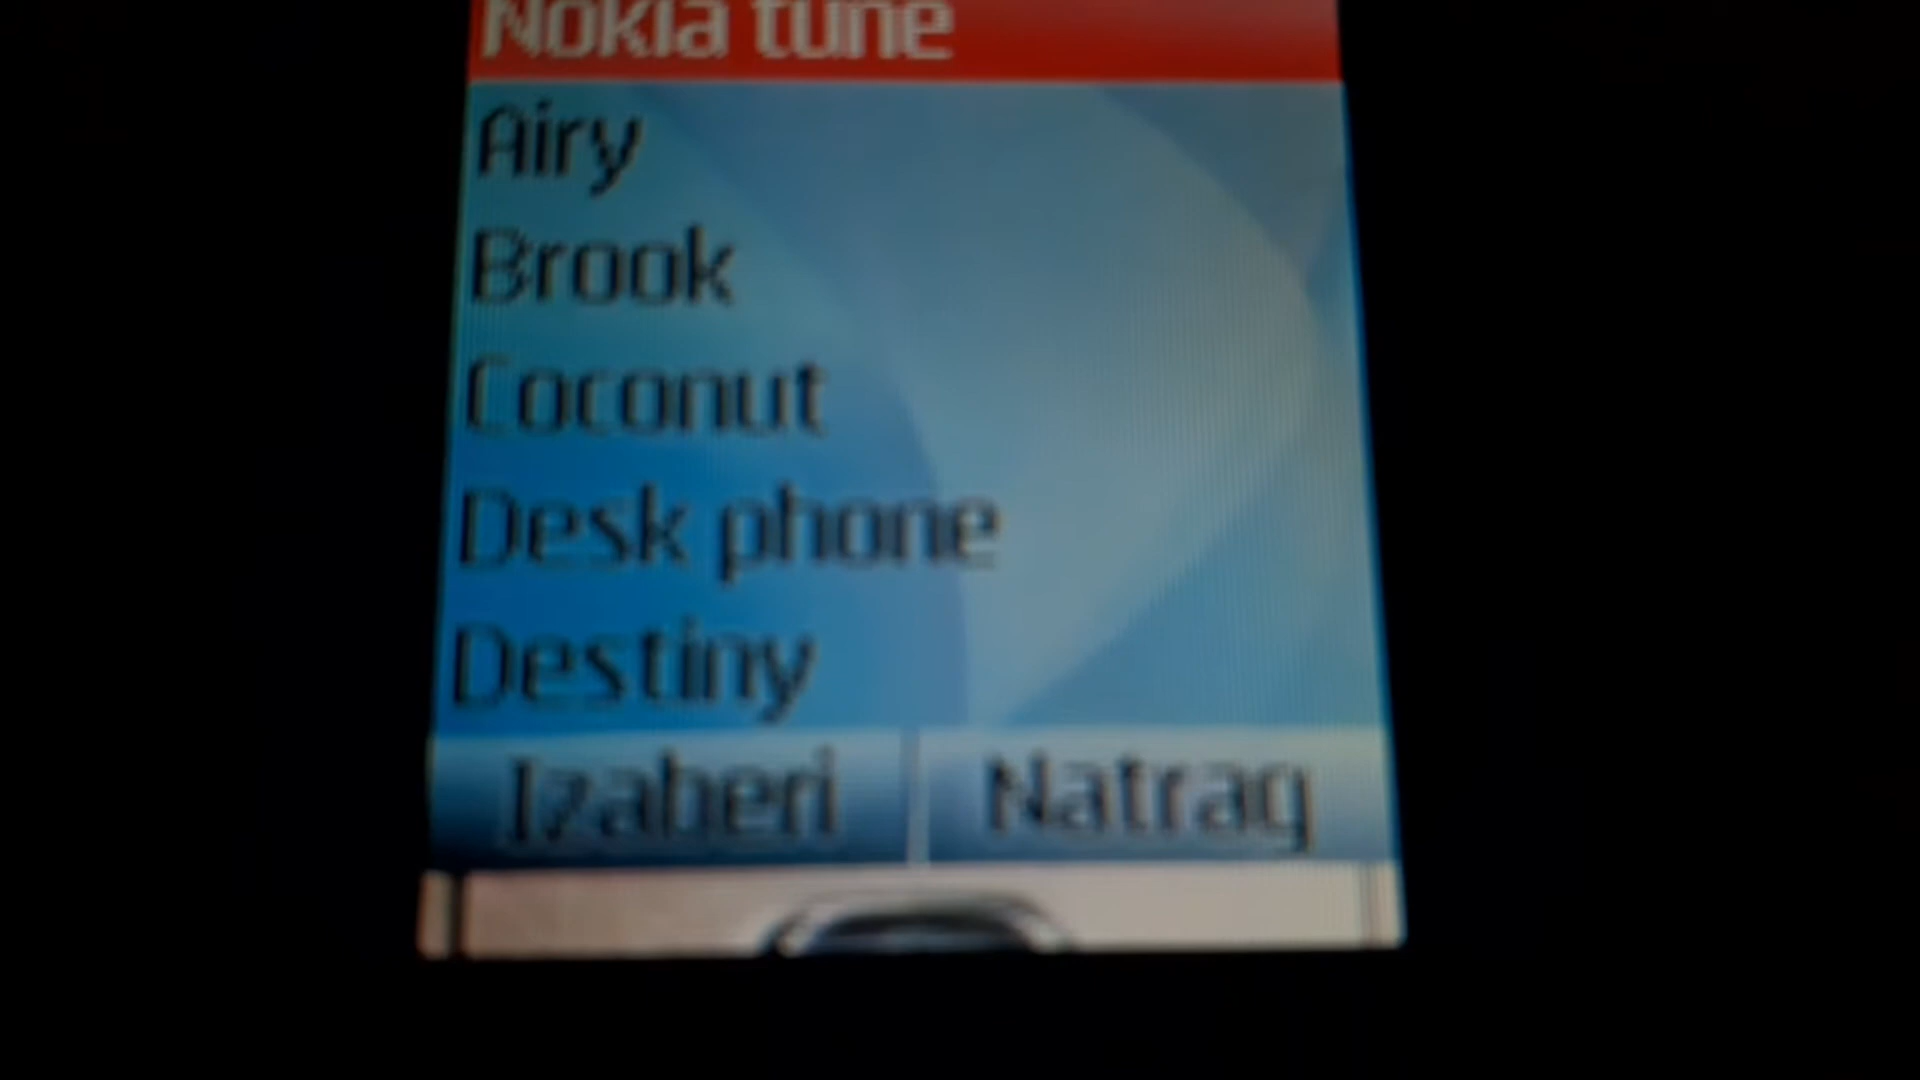 Nokia tune
Airy
Brook
Coconut
Desk phone
Destiny
Izaberi
Natrag